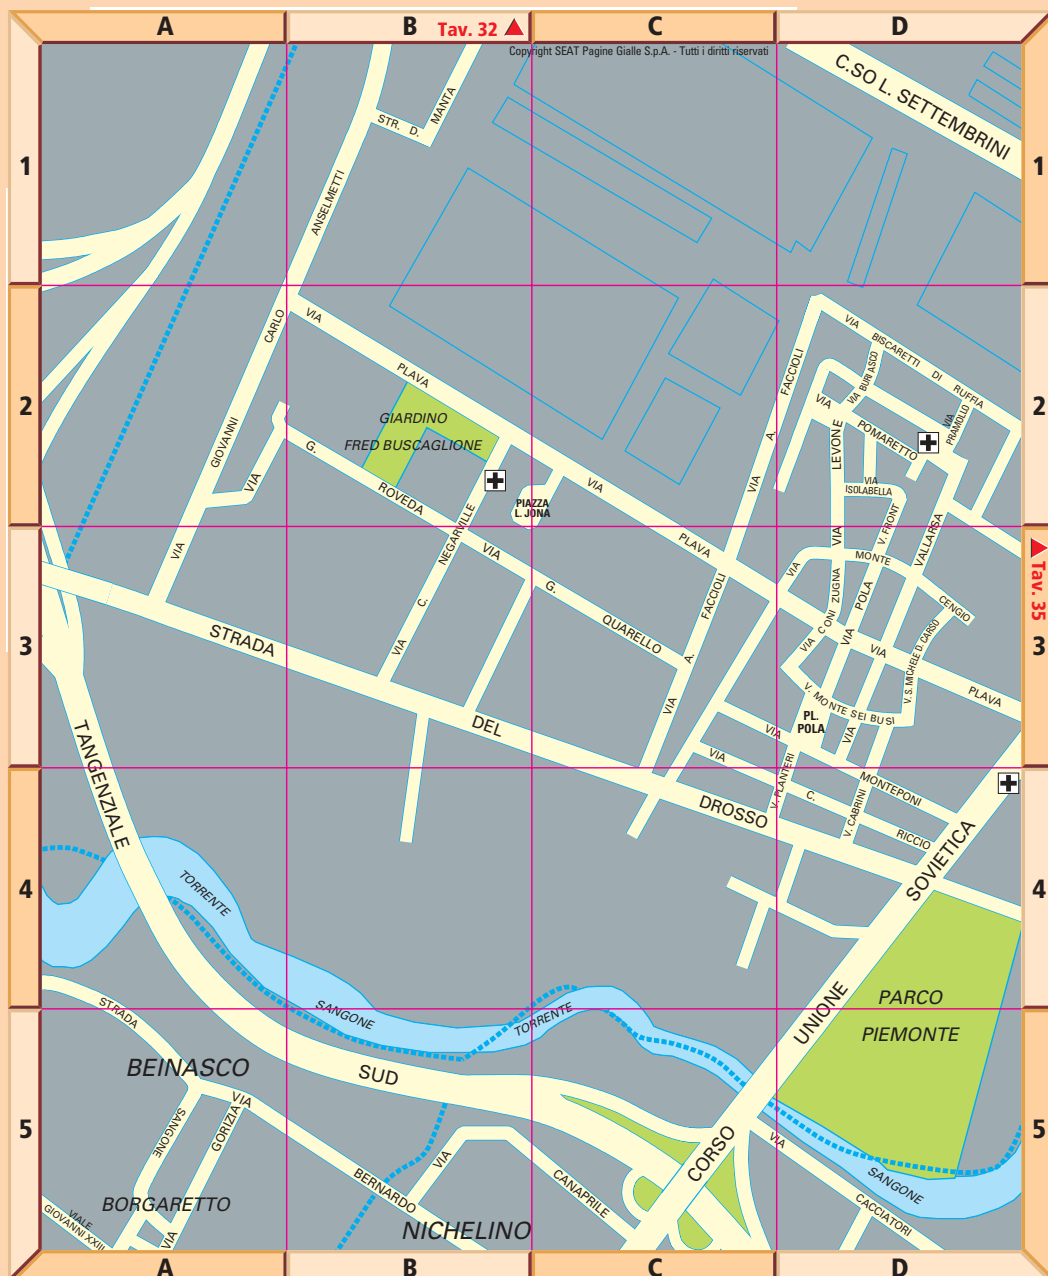 A
B
Tav. 32
C
D
Copyright SEAT Pagine Gialle S.p.A. - Tutti i diritti riservati
C.SO L. SETTEMBRINI
STR. D. MANTA
1
1
ANSELMETTI
CARLO
GIOVANNI
VIA
VIA
VIA
PLAVA
VIA
BISCARETTI
DI
RUFFIA
FACCIOLI
A.
VIA
VIA BURIASCO
VIA
POMARETTO
VIA
PRAMOLLO
2
2
GIARDINO
FRED BUSCAGLIONE
G.
ROVEDA
LEVONE
VIA
VIA
ISOLABELLA
PIAZZA
L. JONA
VIA
PLAVA
V. FRONT
VALLARSA
NEGARVILLE
C.
VIA
VIA
G.
QUARELLO
FACCIOLI
A.
VIA
VIA
MONTE
CENGIO
ZUGNA
CONI
VIA
POLA
VIA
VIA
PLAVA
V. S. MICHELE D. CARSO
V. MONTE SEI BUSI
PL.
POLA
VIA
Tav. 35
3
3
STRADA
DEL
DROSSO
VIA
MONTEPONI
VIA
C.
RICCIO
V. PLANTERI
V. CABRINI
TANGENZIALE
SUD
TORRENTE
SANGONE
TORRENTE
SANGONE
4
4
CORSO
UNIONE
SOVIETICA
PARCO
PIEMONTE
STRADA
SANGONE
BEINASCO
VIA
GORIZIA
VIA
BERNARDO
VIA
CANAPRILE
VIA
CACCIATORI
5
5
BORGARETTO
NICHELINO
VIALE
GIOVANNI XXIII
A
B
C
D